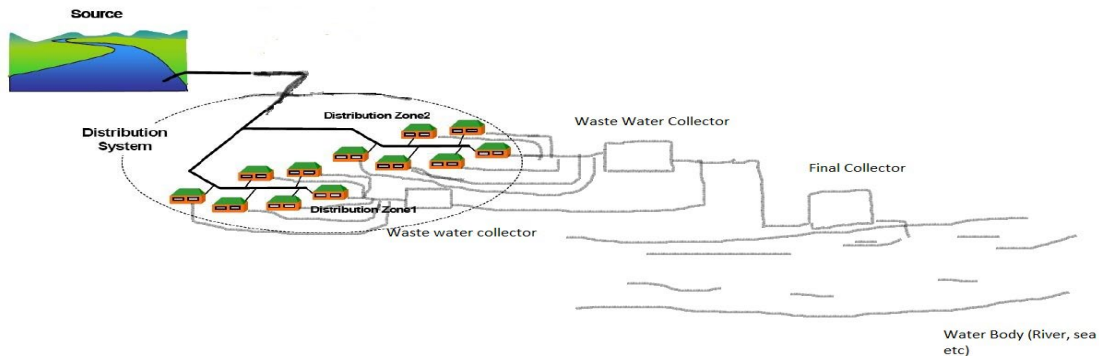 Source
Distribution Zone2
Waste Water Collector
Distribution
System
Final Collector
Distribution Zone1
Waste water collector
Water Body (River, sea
etc)